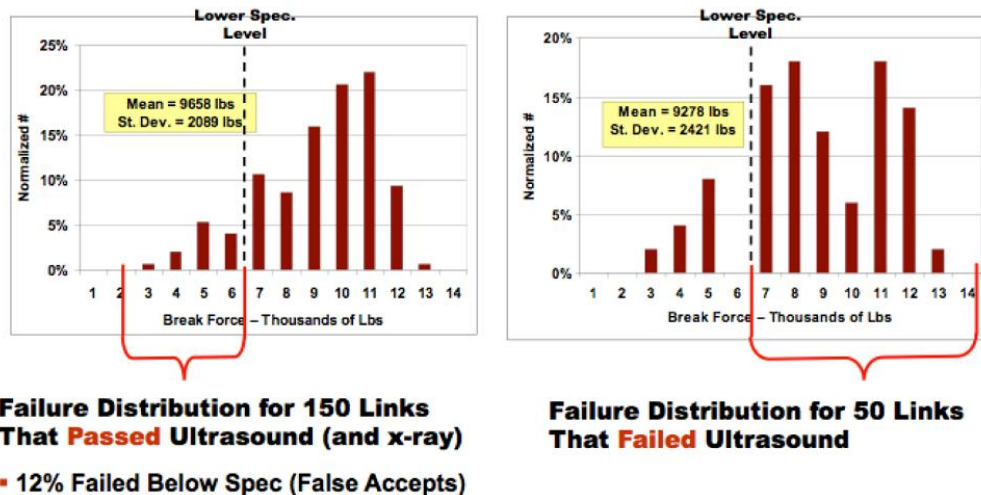 Lower Spec.
Level
25%
20%
15%
10%
5%
0%
Normalized #
Mean = 9658 lbs
St. Dev. = 2089 lbs
1 2 3 4 5 6 7 8 9 10 11 12 13 14
Break Force – Thousands of Lbs
Failure Distribution for 150 Links
That Passed Ultrasound (and x-ray)
▪ 12% Failed Below Spec (False Accepts)
Lower Spec.
Level
20%
15%
10%
5%
0%
Normalized #
Mean = 9278 lbs
St. Dev. = 2421 lbs
1 2 3 4 5 6 7 8 9 10 11 12 13 14
Break Force – Thousands of Lbs
Failure Distribution for 50 Links
That Failed Ultrasound